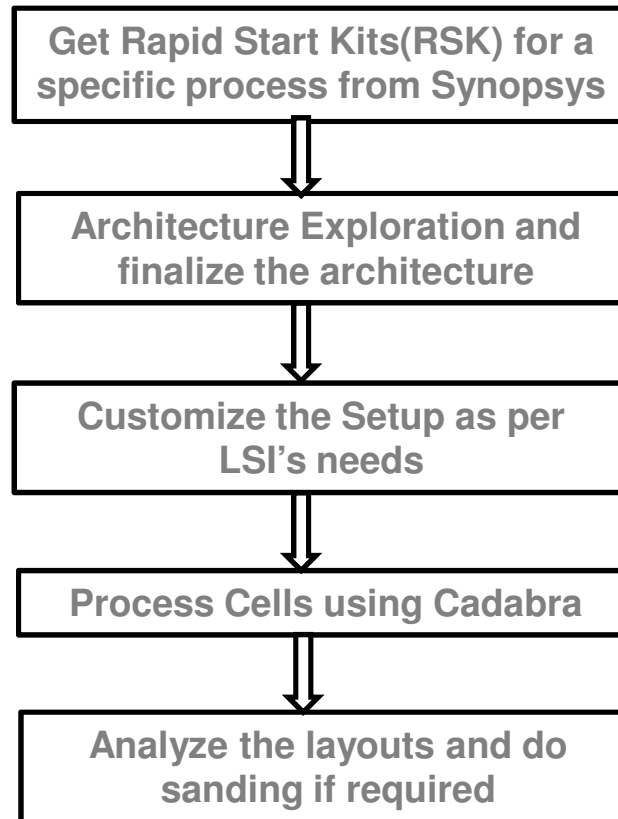 Get Rapid Start Kits(RSK) for a
specific process from Synopsys
Architecture Exploration and
finalize the architecture
Customize the Setup as per
LSI's needs
Process Cells using Cadabra
Analyze the layouts and do
sanding if required